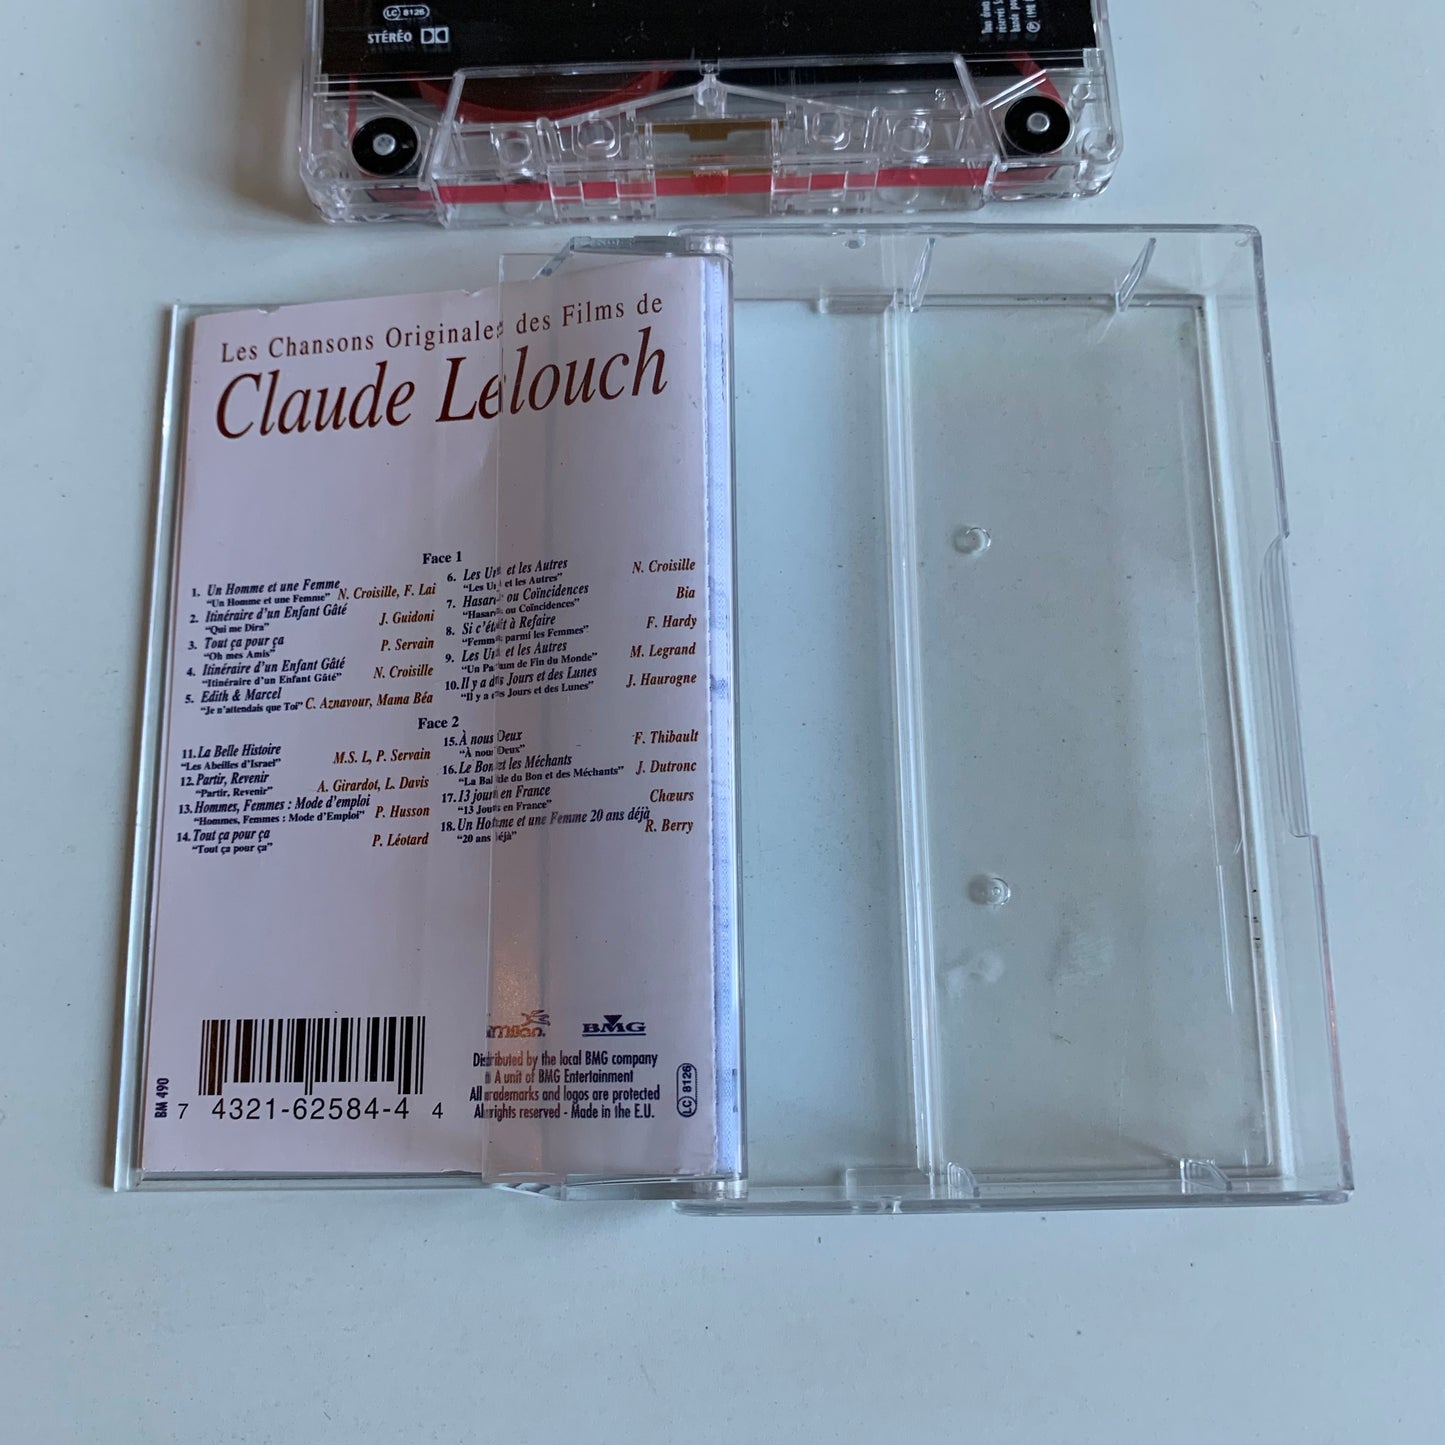 LC 8126
STÉRÉO
Les Chansons Originales des Films de
Claude Lelouch
Face 1
1. Un Homme et une Femme
"Un Homme et une Femme" N. Croisille, F. Lai
2. Itinéraire d'un Enfant Gâté
"Qui me Dira" J. Guidoni
3. Tout ça pour ça
"Oh mes Amis" P. Servain
4. Itinéraire d'un Enfant Gâté
"Itinéraire d'un Enfant Gâté" N. Croisille
5. Edith & Marcel
"Je n'attendais que Toi" C. Aznavour, Mama Béa
6. Les Uns et les Autres N. Croisille
"Les Uns et les Autres"
7. Hasards ou Coïncidences Bia
"Hasards ou Coïncidences"
8. Si c'était à Refaire F. Hardy
"Femmes parmi les Femmes"
9. Les Uns et les Autres M. Legrand
"Un Parfum de Fin du Monde"
10. Il y a des Jours et des Lunes J. Haurogne
"Il y a des Jours et des Lunes"
Face 2
11. La Belle Histoire M.S. L, P. Servain
"Les Abeilles d'Israel"
12. Partir, Revenir A. Girardot, L. Davis
"Partir, Revenir"
13. Hommes, Femmes : Mode d'emploi
"Hommes, Femmes : Mode d'Emploi" P. Husson
14. Tout ça pour ça P. Léotard
"Tout ça pour ça"
15. À nous Deux F. Thibault
"À nous Deux"
16. Le Bon et les Méchants J. Dutronc
"La Ballade du Bon et des Méchants"
17. 13 jours en France Chœurs
"13 Jours en France"
18. Un Homme et une Femme 20 ans déjà
"20 ans déjà" R. Berry
BM 490
7 4321-62584-4 4
milan
BMG
Distributed by the local BMG company
A unit of BMG Entertainment
All trademarks and logos are protected
All rights reserved - Made in the E.U.
LC 8126